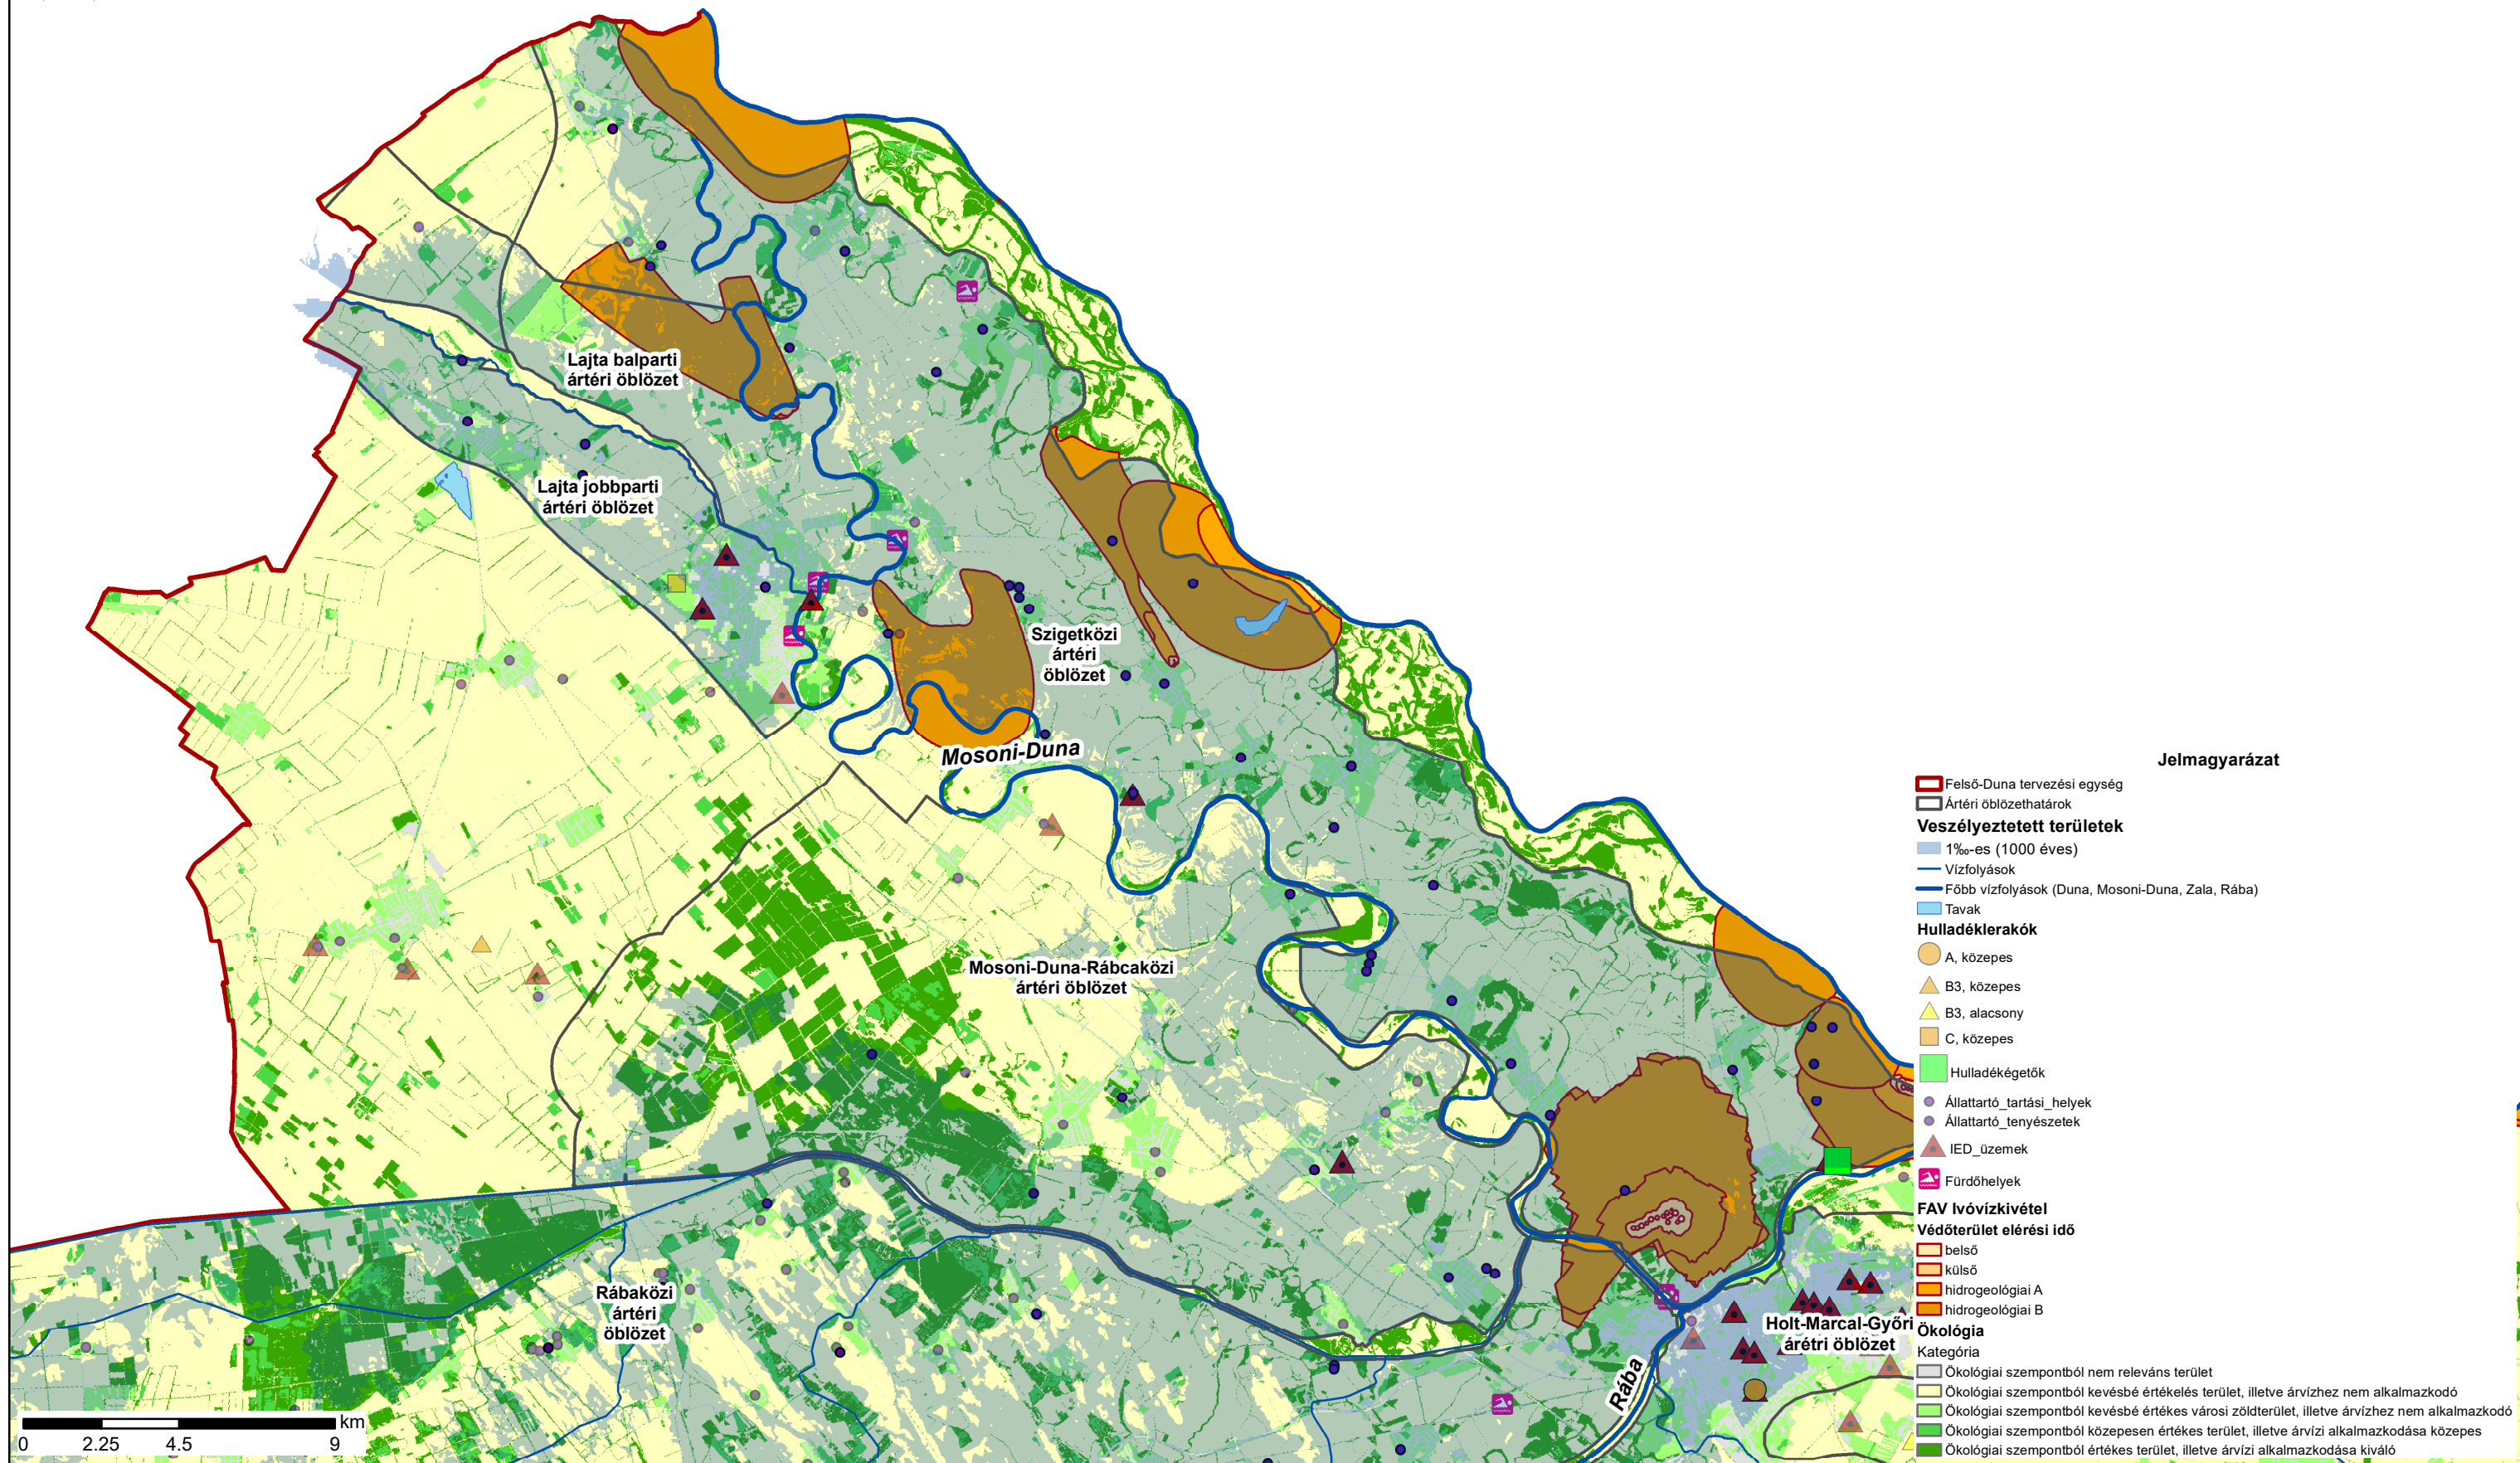 Lajta balparti
ártéri öblözet
Lajta jobbparti
ártéri öblözet
Szigetközi
ártéri
öblözet
Mosoni-Duna
Mosoni-Duna-Rábcaközi
ártéri öblözet
Rábaközi
ártéri
öblözet
Rába
Holt-Marcal-Győri
árétri öblözet
km
0 2.25 4.5 9
Jelmagyarázat
Felső-Duna tervezési egység
Ártéri öblözethatárok
Veszélyeztetett területek
1‰-es (1000 éves)
Vízfolyások
Főbb vízfolyások (Duna, Mosoni-Duna, Zala, Rába)
Tavak
Hulladéklerakók
A, közepes
B3, közepes
B3, alacsony
C, közepes
Hulladékégetők
Állattartó_tartási_helyek
Állattartó_tenyészetek
IED_üzemek
Fürdőhelyek
FAV Ivóvízkivétel
Védőterület elérési idő
belső
külső
hidrogeológiai A
hidrogeológiai B
Ökológia
Kategória
Ökológiai szempontból nem releváns terület
Ökológiai szempontból kevésbé értékelés terület, illetve árvízhez nem alkalmazkodó
Ökológiai szempontból kevésbé értékes városi zöldterület, illetve árvízhez nem alkalmazkodó
Ökológiai szempontból közepesen értékes terület, illetve árvízi alkalmazkodása közepes
Ökológiai szempontból értékes terület, illetve árvízi alkalmazkodása kiváló